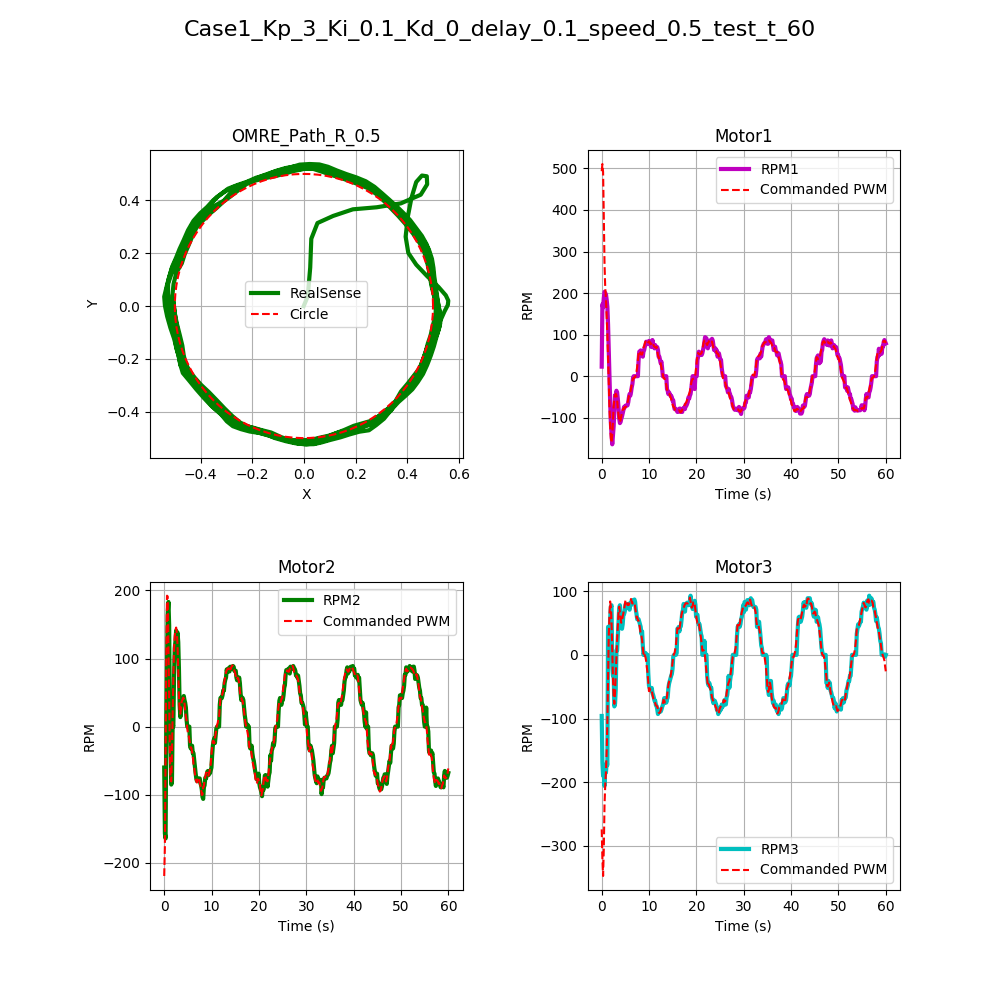 Case1_Kp_3_Ki_0.1_Kd_0_delay_0.1_speed_0.5_test_t_60
OMRE_Path_R_0.5
Y
0.4
0.2
0.0
−0.2
−0.4
RealSense
Circle
−0.4 −0.2 0.0 0.2 0.4 0.6
X
Motor1
RPM
500
400
300
200
100
0
−100
RPM1
Commanded PWM
0 10 20 30 40 50 60
Time (s)
Motor2
RPM
200
100
0
−100
−200
RPM2
Commanded PWM
0 10 20 30 40 50 60
Time (s)
Motor3
RPM
100
0
−100
−200
−300
RPM3
Commanded PWM
0 10 20 30 40 50 60
Time (s)